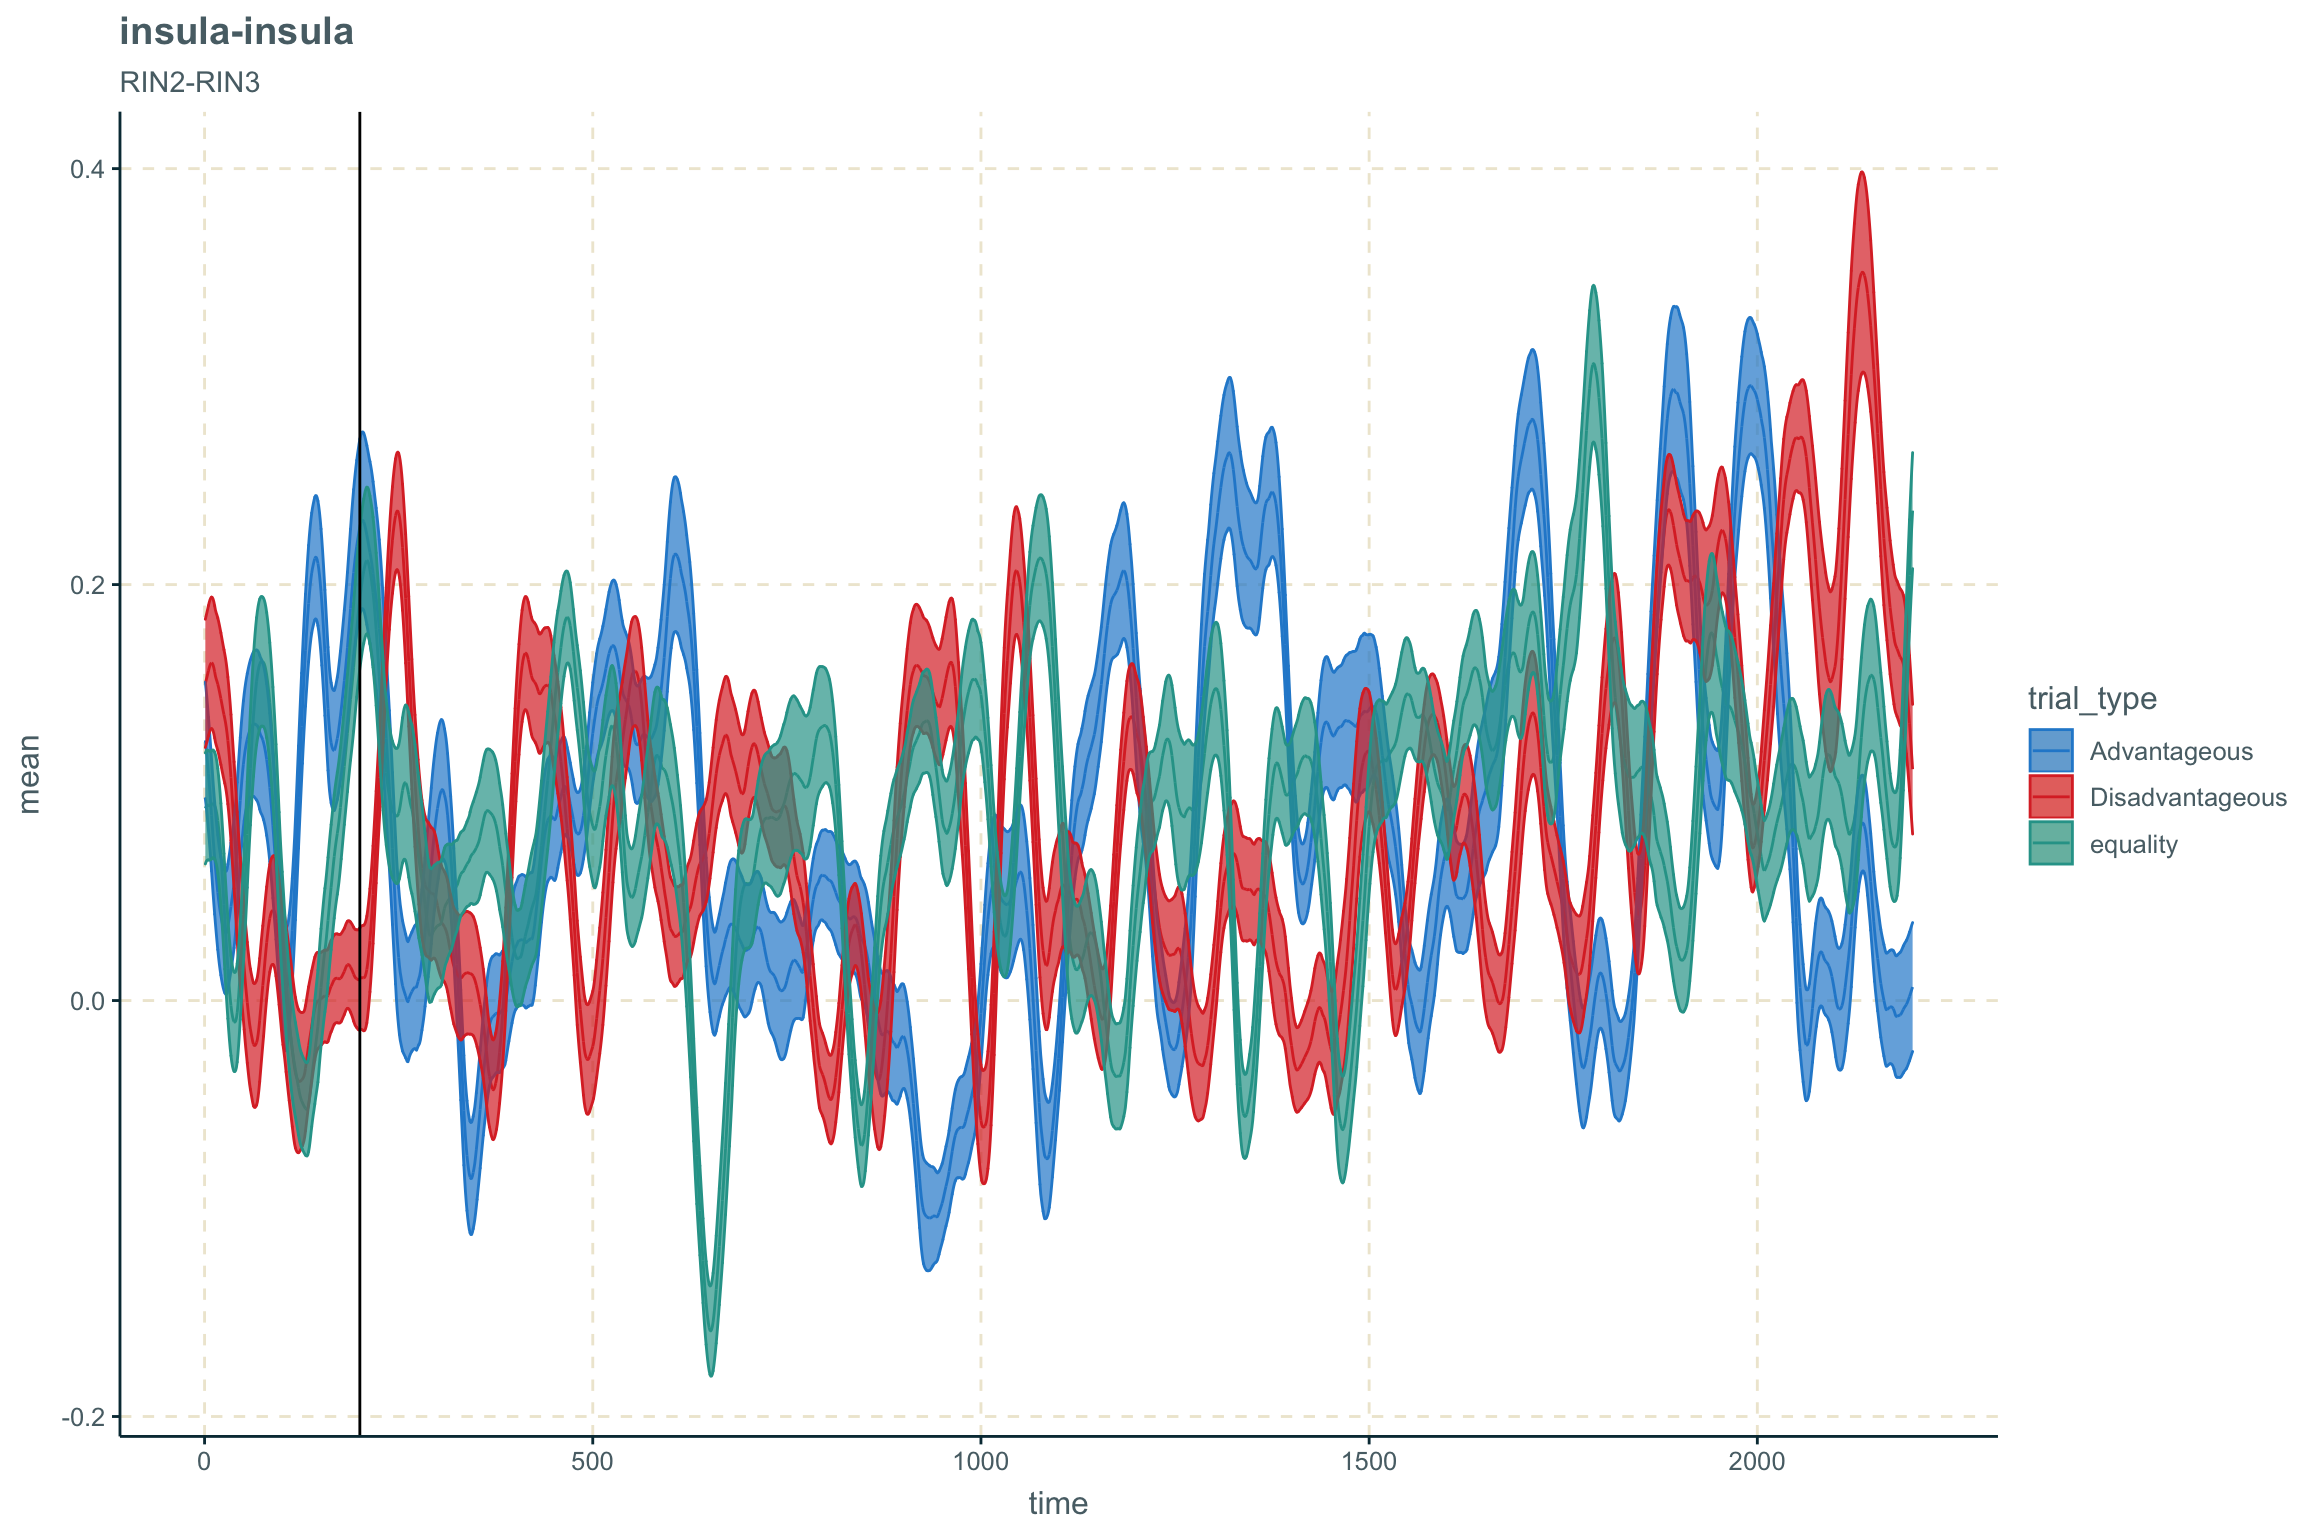 insula-insula
RIN2-RIN3
0.4
0.2
0.0
-0.2
mean
0
500
1000
1500
2000
time
trial_type
Advantageous
Disadvantageous
equality